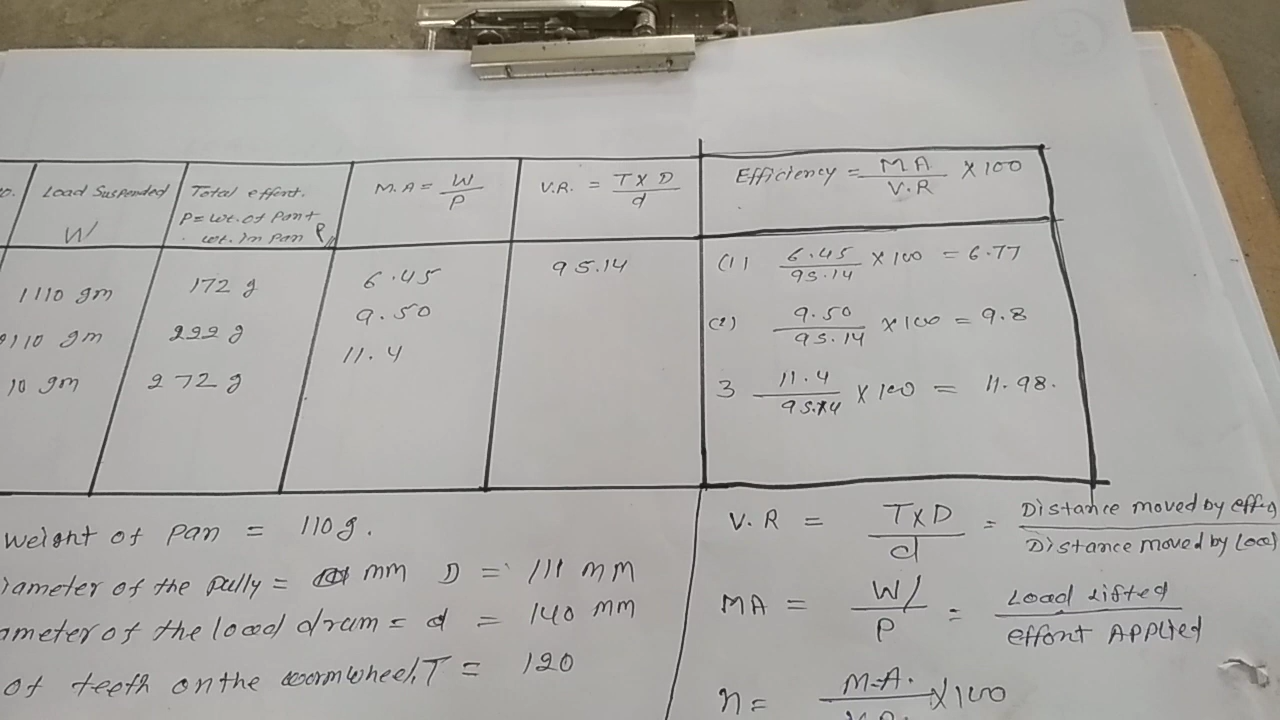 o. Load Suspended W Total effort. P = wt. of Pan + wt. in pan P M.A = W/P V.R. = T X D / d Efficiency = M A / V.R X 100
1110 gm 172 g 6.45 95.14 (1) 6.45 / 95.14 X 100 = 6.77
2110 gm 222 g 9.50 (2) 9.50 / 95.14 X 100 = 9.8
10 gm 272 g 11.4 3 11.4 / 95.14 X 100 = 11.98.
weight of Pan = 110 g.
iameter of the pully = mm D = 111 mm
ameter of the load drum = d = 140 mm
of teeth on the wormwheel, T = 120
V.R = T X D / d = Distance moved by effo / Distance moved by Load
MA = W / P = Load Lifted / effort Applied
n = M.A. / V.R. X 100